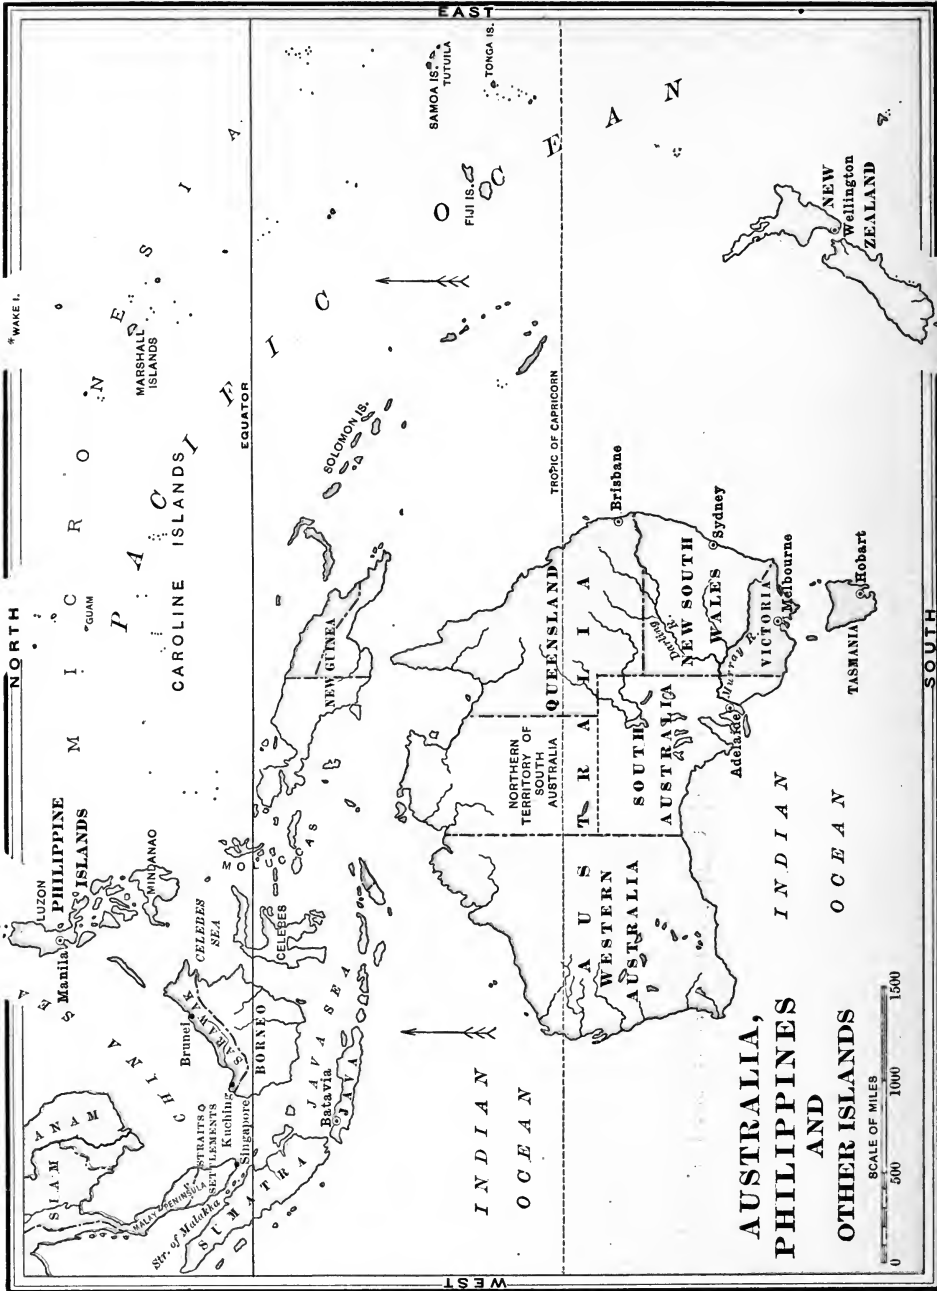 NORTH
EAST
SOUTH
WEST
*WAKE I.
MICRONESIA
PACIFIC OCEAN
GUAM
MARSHALL
ISLANDS
CAROLINE ISLANDS
LUZON
PHILIPPINE
ISLANDS
Manila
MINDANAO
CHINA SEA
ANAM
SIAM
MALAY PENINSULA
STRAITS
SETTLEMENTS
Str. of Malakka
SUMATRA
Singapore
Kuching
SARAWAK
Brunei
BORNEO
CELEBES
SEA
CELEBES
MOLUCCAS
EQUATOR
JAVA SEA
Batavia
JAVA
NEW GUINEA
SOLOMON IS.
SAMOA IS.
TUTUILA
TONGA IS.
FIJI IS.
TROPIC OF CAPRICORN
INDIAN
OCEAN
AUSTRALIA
QUEENSLAND
NORTHERN
TERRITORY OF
SOUTH
AUSTRALIA
WESTERN
AUSTRALIA
SOUTH
AUSTRALIA
NEW SOUTH
WALES
VICTORIA
Darling R.
Murray R.
Brisbane
Sydney
Melbourne
Adelaide
TASMANIA
Hobart
INDIAN
OCEAN
NEW
ZEALAND
Wellington
AUSTRALIA,
PHILIPPINES
AND
OTHER ISLANDS
SCALE OF MILES
0 500 1000 1500